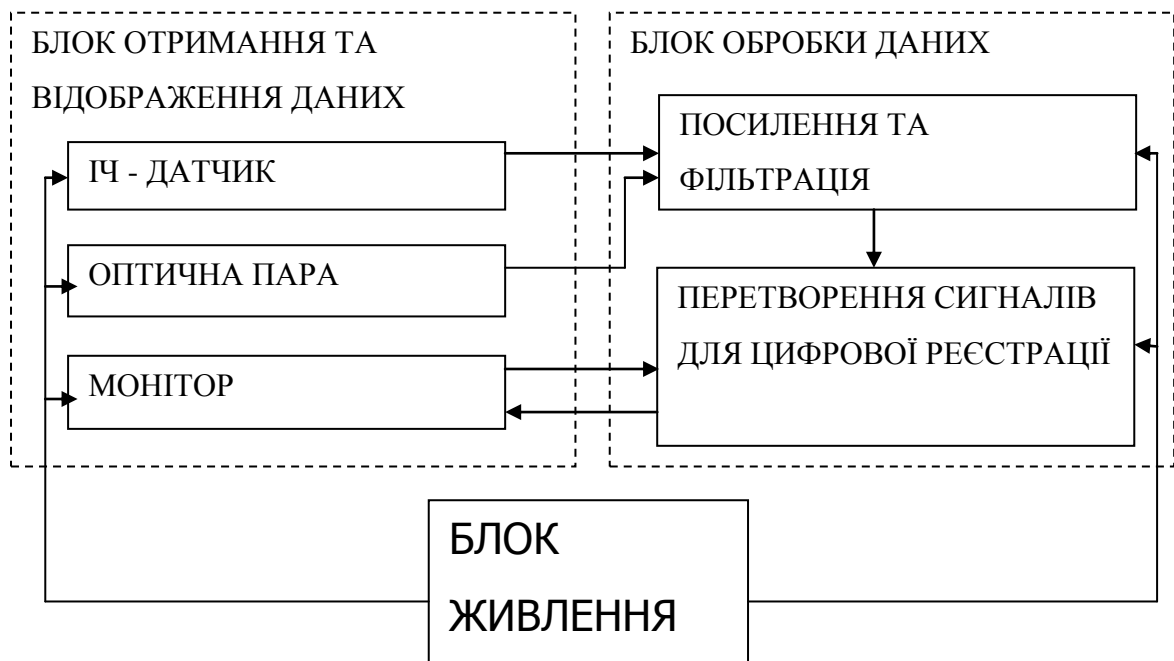 БЛОК ОТРИМАННЯ ТА
ВІДОБРАЖЕННЯ ДАНИХ
ІЧ - ДАТЧИК
ОПТИЧНА ПАРА
МОНІТОР
БЛОК ОБРОБКИ ДАНИХ
ПОСИЛЕННЯ ТА
ФІЛЬТРАЦІЯ
ПЕРЕТВОРЕННЯ СИГНАЛІВ
ДЛЯ ЦИФРОВОЇ РЕЄСТРАЦІЇ
БЛОК
ЖИВЛЕННЯ